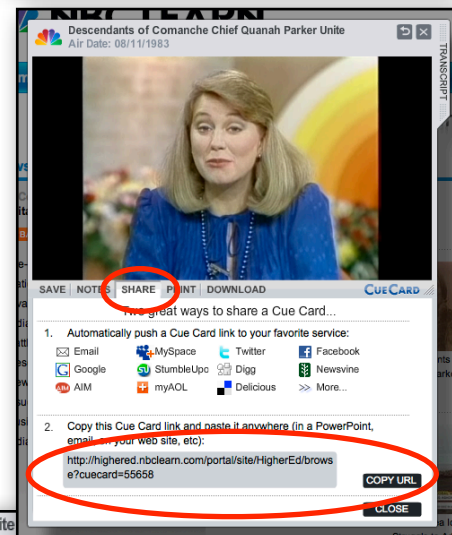 NBC LEARN
Descendants of Comanche Chief Quanah Parker Unite
Air Date: 08/11/1983
TRANSCRIPT
SAVE NOTES SHARE PRINT DOWNLOAD CUECARD
Two great ways to share a Cue Card...
1. Automatically push a Cue Card link to your favorite service:
Email MySpace Twitter Facebook
Google StumbleUpo Digg Newsvine
AIM myAOL Delicious >> More...
2. Copy this Cue Card link and paste it anywhere (in a PowerPoint,
email, on your web site, etc):
http://highered.nbclearn.com/portal/site/HigherEd/brows
e?cuecard=55658
COPY URL
CLOSE